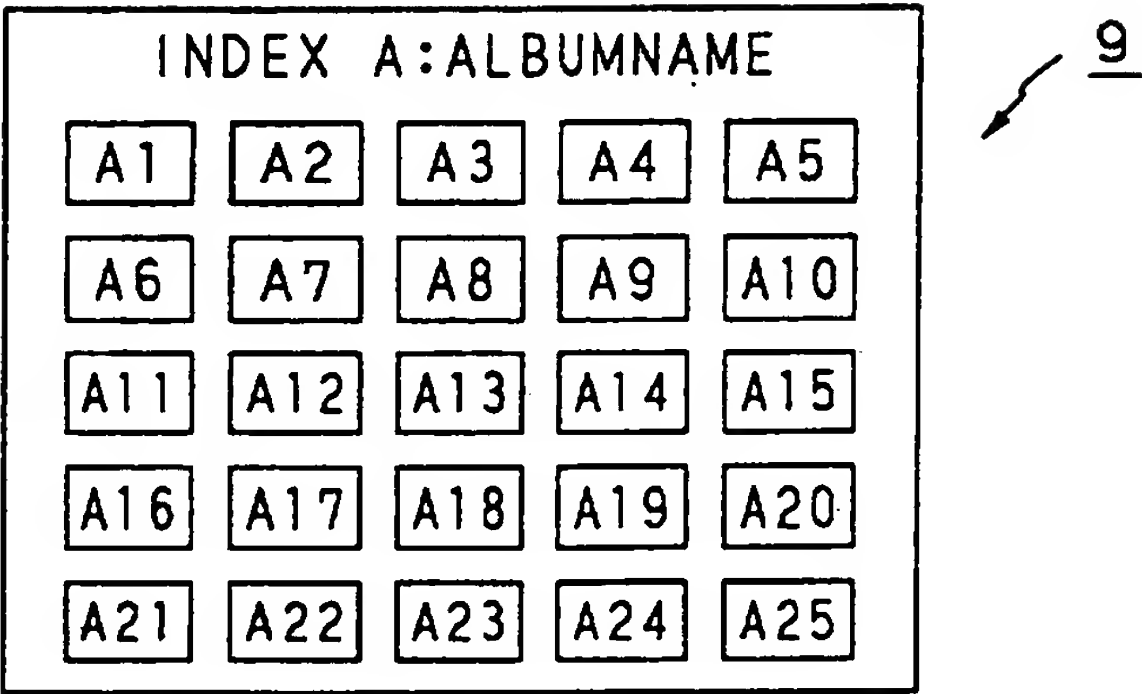 INDEX A:ALBUMNAME
9
A1 A2 A3 A4 A5
A6 A7 A8 A9 A10
A11 A12 A13 A14 A15
A16 A17 A18 A19 A20
A21 A22 A23 A24 A25